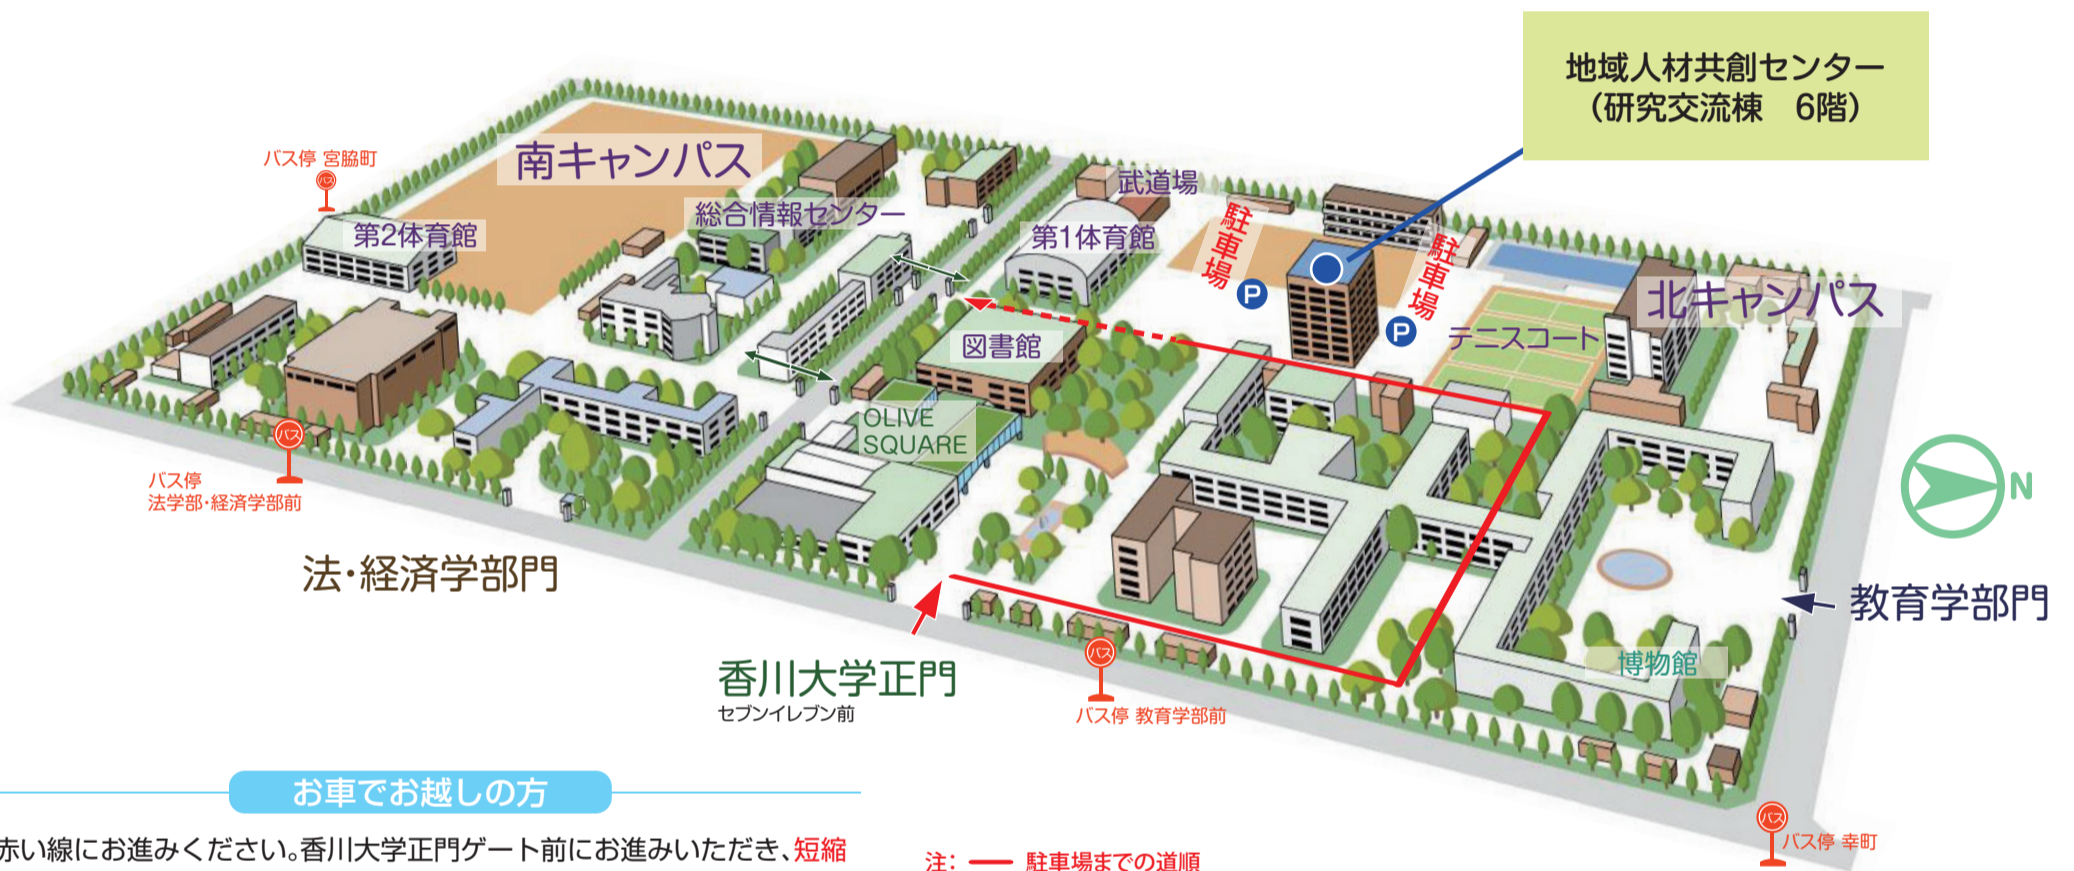 地域人材共創センター
（研究交流棟　6階）
バス停 宮脇町
バス
南キャンパス
武道場
総合情報センター
第2体育館
第1体育館
駐車場
駐車場
P
P
北キャンパス
テニスコート
図書館
OLIVE
SQUARE
バス
バス停
法学部・経済学部前
N
法・経済学部門
教育学部門
香川大学正門
セブンイレブン前
バス
バス停 教育学部前
博物館
お車でお越しの方
バス
バス停 幸町
赤い線にお進みください。香川大学正門ゲート前にお進みいただき、短縮
注： 駐車場までの道順